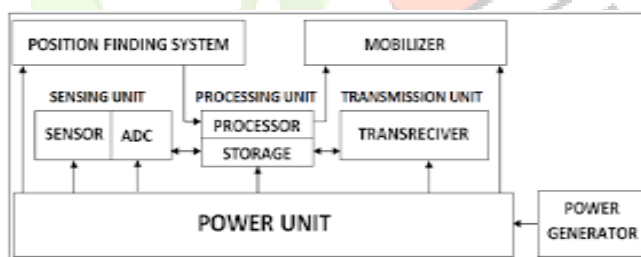 POSITION FINDING SYSTEM
MOBILIZER
SENSING UNIT
PROCESSING UNIT
TRANSMISSION UNIT
SENSOR
ADC
PROCESSOR
STORAGE
TRANSRECIVER
POWER UNIT
POWER
GENERATOR